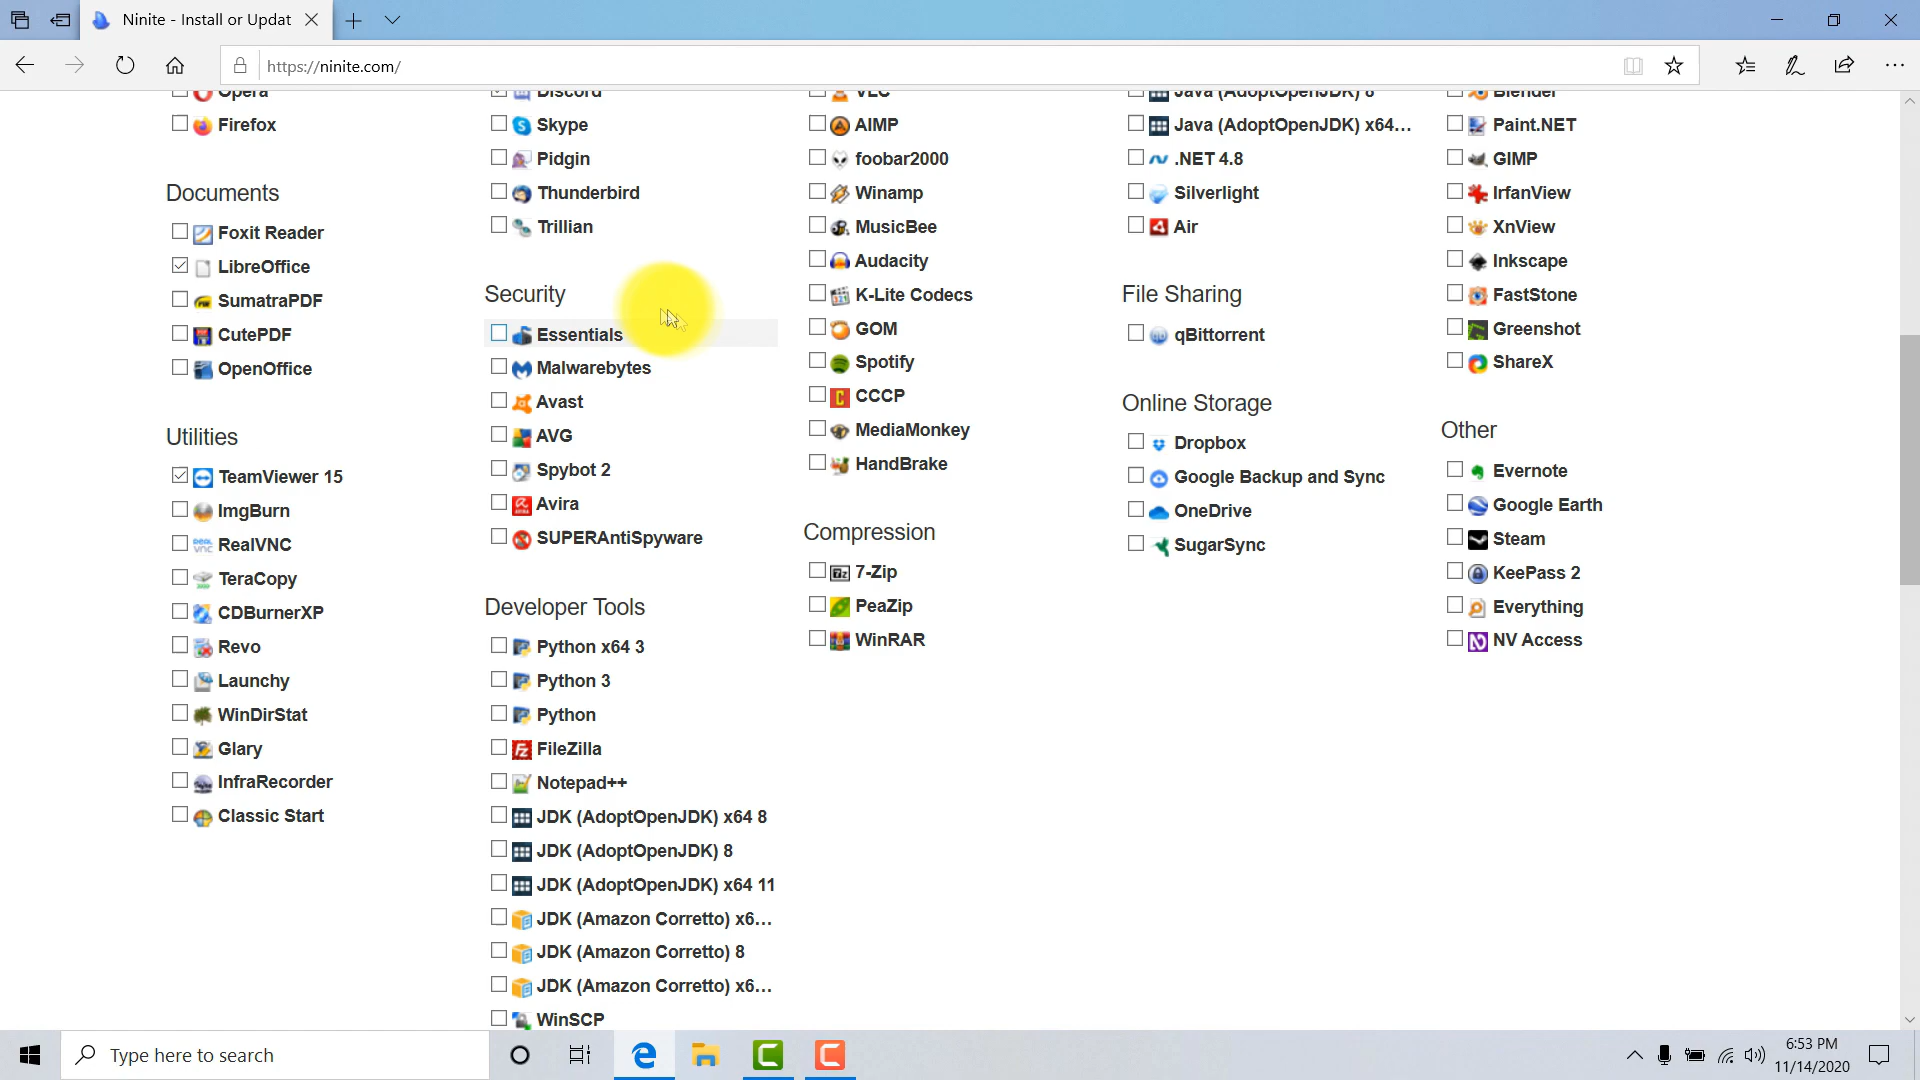 Ninite - Install or Updat
https://ninite.com/
Opera
Firefox
Documents
Foxit Reader
LibreOffice
SumatraPDF
CutePDF
OpenOffice
Utilities
TeamViewer 15
ImgBurn
RealVNC
TeraCopy
CDBurnerXP
Revo
Launchy
WinDirStat
Glary
InfraRecorder
Classic Start
Discord
Skype
Pidgin
Thunderbird
Trillian
Security
Essentials
Malwarebytes
Avast
AVG
Spybot 2
Avira
SUPERAntiSpyware
Developer Tools
Python x64 3
Python 3
Python
FileZilla
Notepad++
JDK (AdoptOpenJDK) x64 8
JDK (AdoptOpenJDK) 8
JDK (AdoptOpenJDK) x64 11
JDK (Amazon Corretto) x6...
JDK (Amazon Corretto) 8
JDK (Amazon Corretto) x6...
WinSCP
VLC
AIMP
foobar2000
Winamp
MusicBee
Audacity
K-Lite Codecs
GOM
Spotify
CCCP
MediaMonkey
HandBrake
Compression
7-Zip
PeaZip
WinRAR
Java (AdoptOpenJDK) 8
Java (AdoptOpenJDK) x64...
.NET 4.8
Silverlight
Air
File Sharing
qBittorrent
Online Storage
Dropbox
Google Backup and Sync
OneDrive
SugarSync
Blender
Paint.NET
GIMP
IrfanView
XnView
Inkscape
FastStone
Greenshot
ShareX
Other
Evernote
Google Earth
Steam
KeePass 2
Everything
NV Access
Type here to search
6:53 PM
11/14/2020